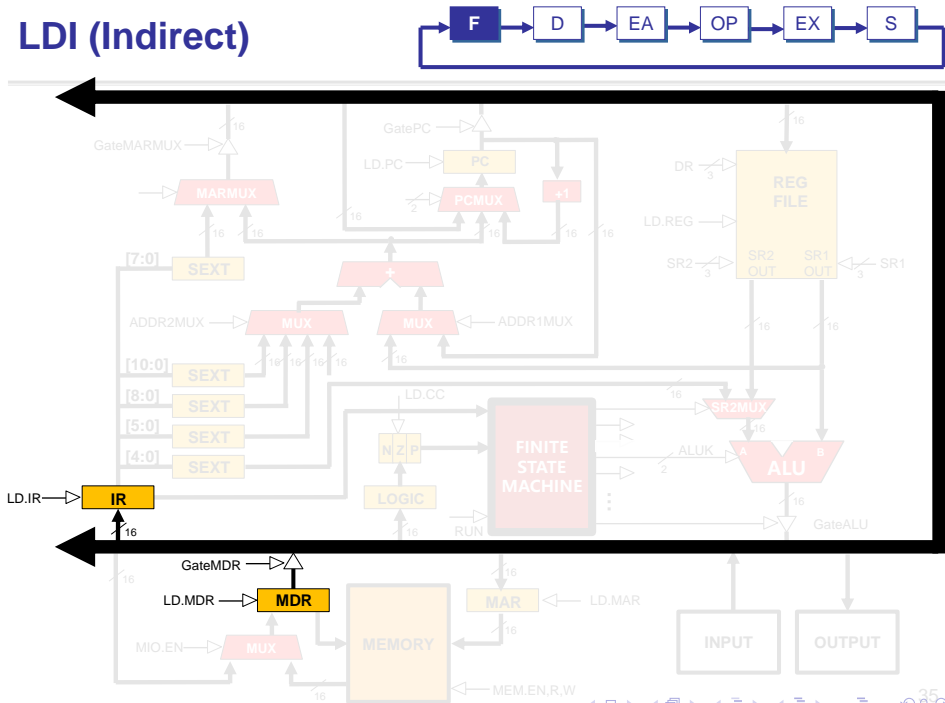 LDI (Indirect)
F D EA OP EX S
16 16 16
GateMARMUX GatePC
LD.PC PC DR 3
MARMUX PCMUX +1 REG
FILE
2 LD.REG
16 16 16 16 16 16
[7:0] SEXT SR2 3 SR2 SR1 3 SR1
OUT OUT
+
ADDR2MUX MUX MUX ADDR1MUX 16 16
[10:0] 16 16 16 16 16
SEXT
[8:0] LD.CC 16
SEXT SR2MUX
[5:0] 16
SEXT N Z P FINITE ALUK A B
[4:0] STATE 2 ALU
SEXT MACHINE
LD.IR IR LOGIC 16
16 RUN GateALU
GateMDR
16 16
LD.MDR MDR MAR LD.MAR
16
MIO.EN MUX MEMORY INPUT OUTPUT
16 MEM.EN,R,W
35